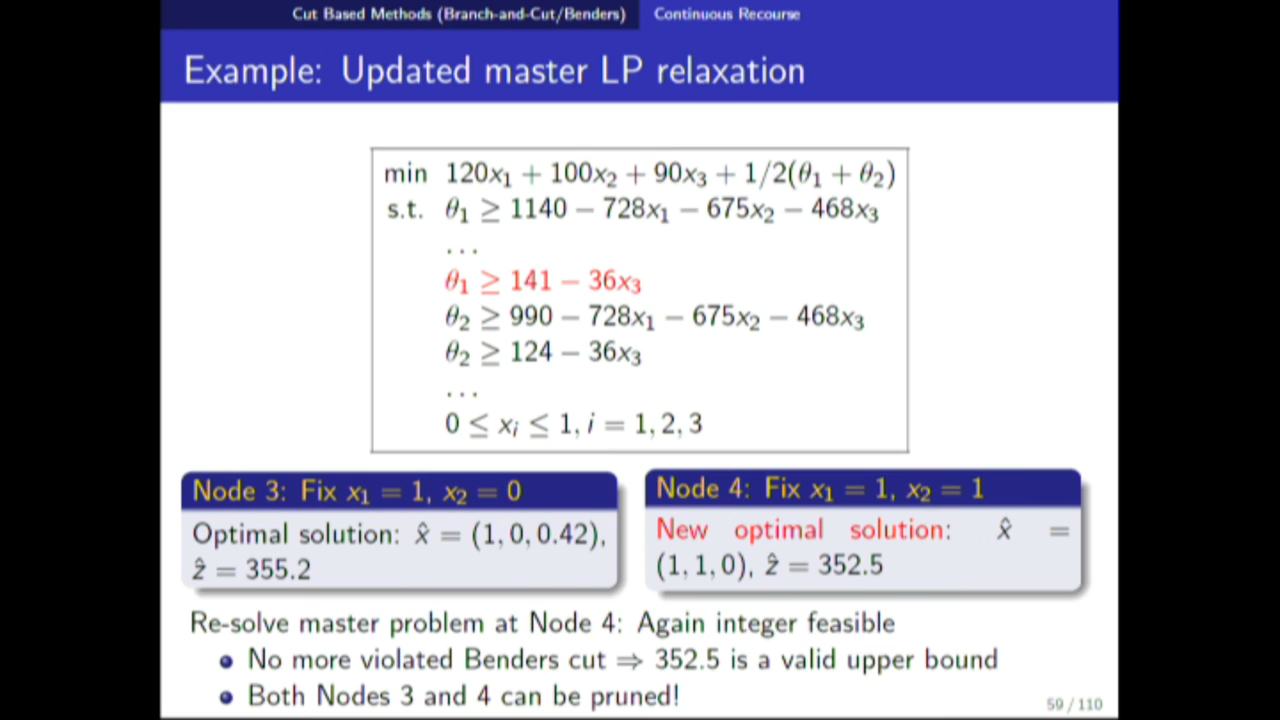 Cut Based Methods (Branch-and-Cut/Benders) Continuous Recourse
Example: Updated master LP relaxation
min 120x₁ + 100x₂ + 90x₃ + 1/2(θ₁ + θ₂)
s.t. θ₁ ≥ 1140 − 728x₁ − 675x₂ − 468x₃
...
θ₁ ≥ 141 − 36x₃
θ₂ ≥ 990 − 728x₁ − 675x₂ − 468x₃
θ₂ ≥ 124 − 36x₃
...
0 ≤ xᵢ ≤ 1, i = 1, 2, 3
Node 3: Fix x₁ = 1, x₂ = 0
Optimal solution: x̂ = (1, 0, 0.42),
ẑ = 355.2
Node 4: Fix x₁ = 1, x₂ = 1
New optimal solution: x̂ =
(1, 1, 0), ẑ = 352.5
Re-solve master problem at Node 4: Again integer feasible
• No more violated Benders cut ⇒ 352.5 is a valid upper bound
• Both Nodes 3 and 4 can be pruned!
59 / 110